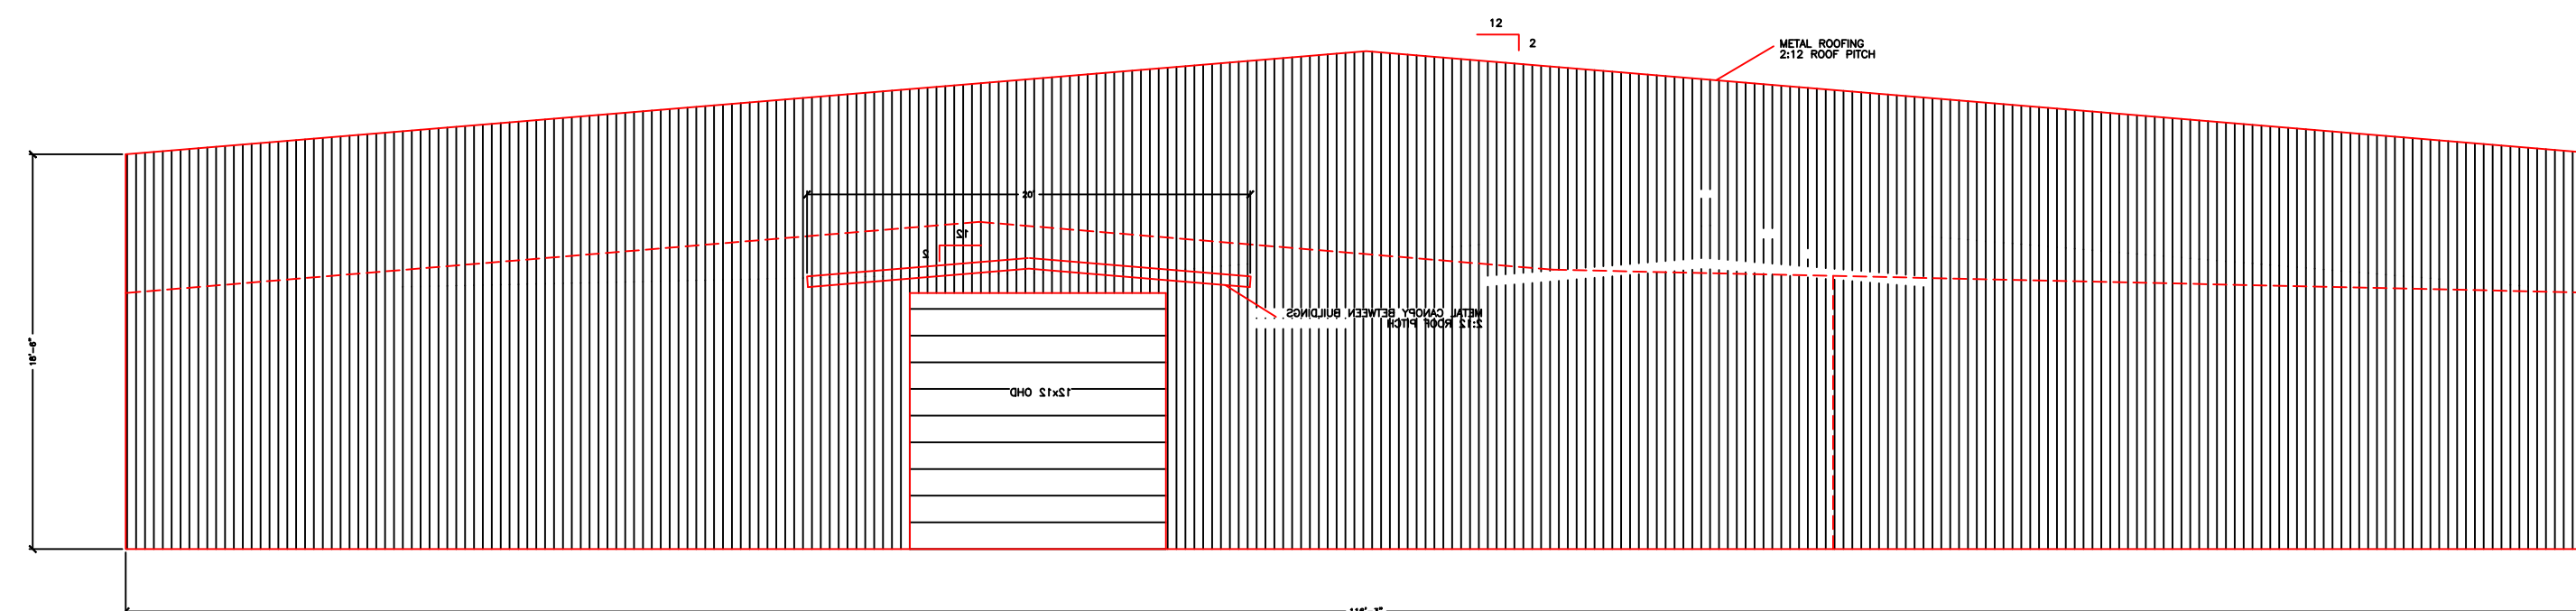 12
2
METAL ROOFING
2:12 ROOF PITCH
20'
12
2
METAL CANOPY BETWEEN BUILDINGS
2:12 ROOF PITCH
18'-6"
12x12 OHD